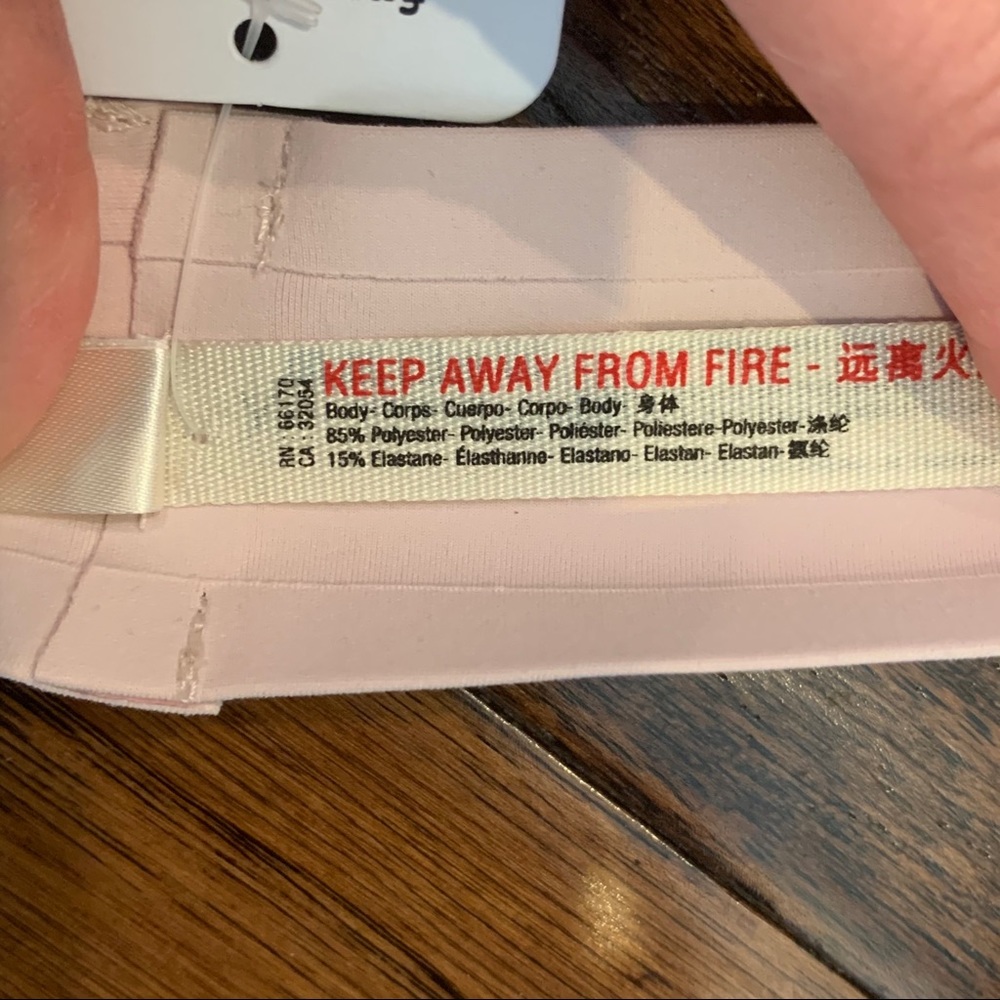 RN : 66170
CA : 32054
KEEP AWAY FROM FIRE - 远离火
Body- Corps- Cuerpo- Corpo- Body- 身体
85% Polyester- Polyester- Poliéster- Poliestere-Polyester-涤纶
15% Elastane- Élasthanne- Elastano- Elastan- Elastan-氨纶